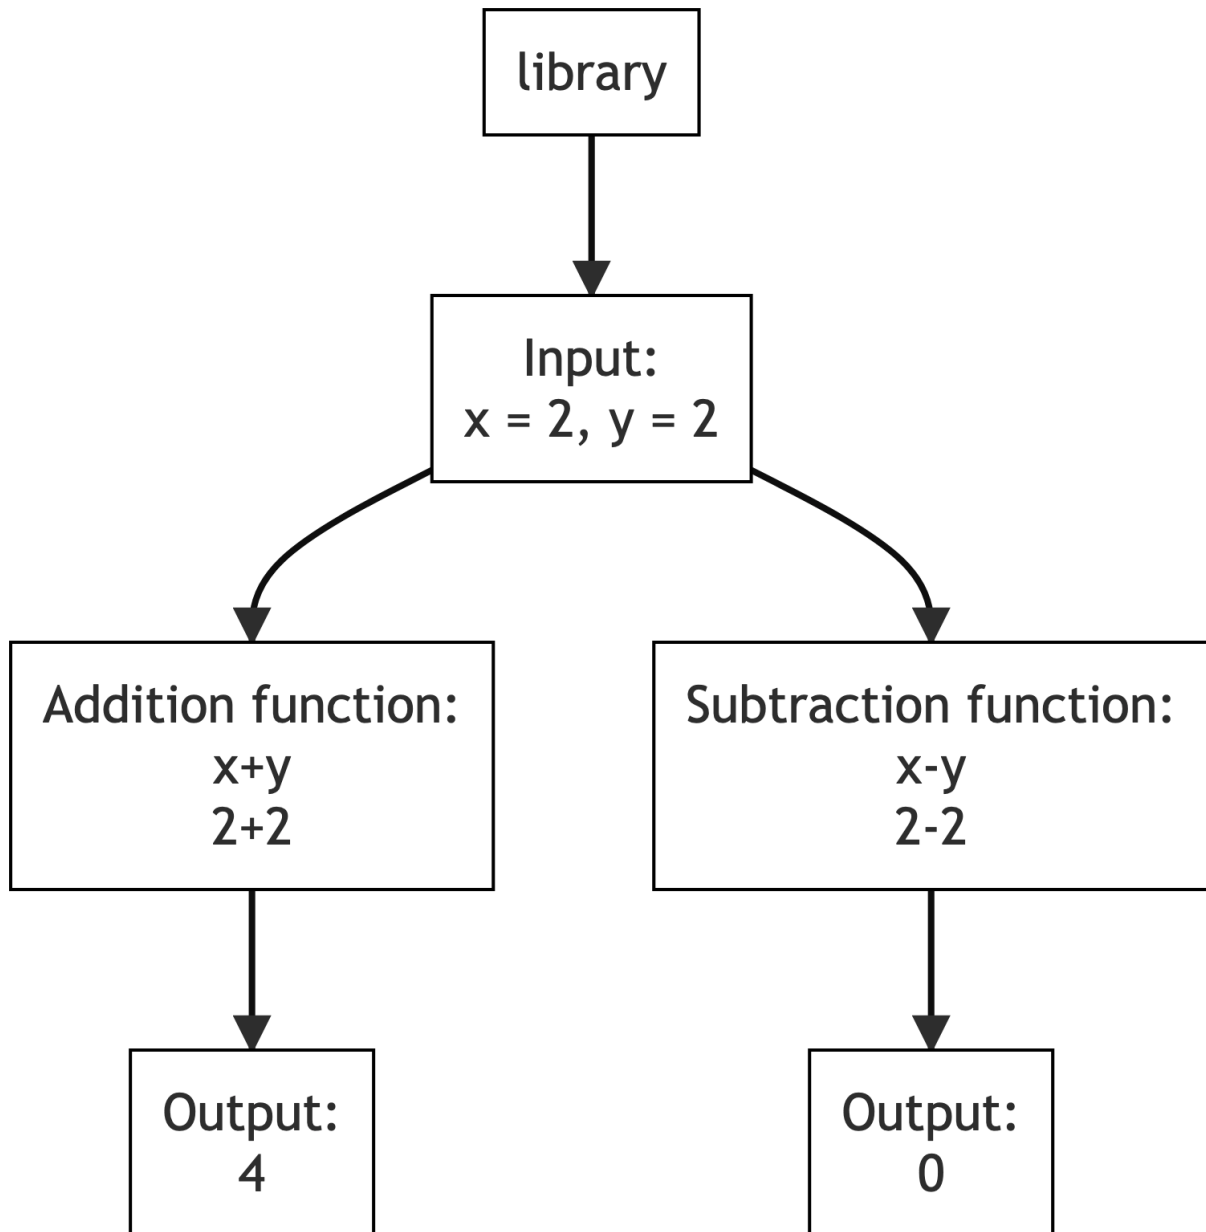 library
Input:
x = 2, y = 2
Addition function:
x+y
2+2
Subtraction function:
x-y
2-2
Output:
4
Output:
0